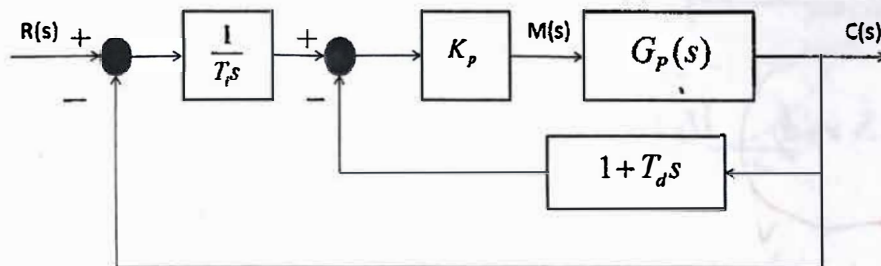 R(s) + 1 / T_i s + K_p M(s) G_P(s) C(s)
− −
1 + T_d s